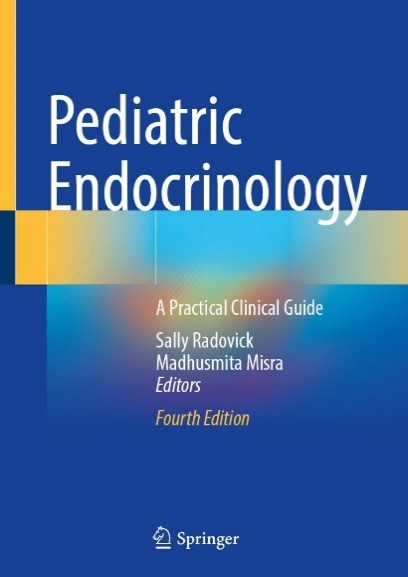 Pediatric
Endocrinology
A Practical Clinical Guide
Sally Radovick
Madhusmita Misra
Editors
Fourth Edition
Springer